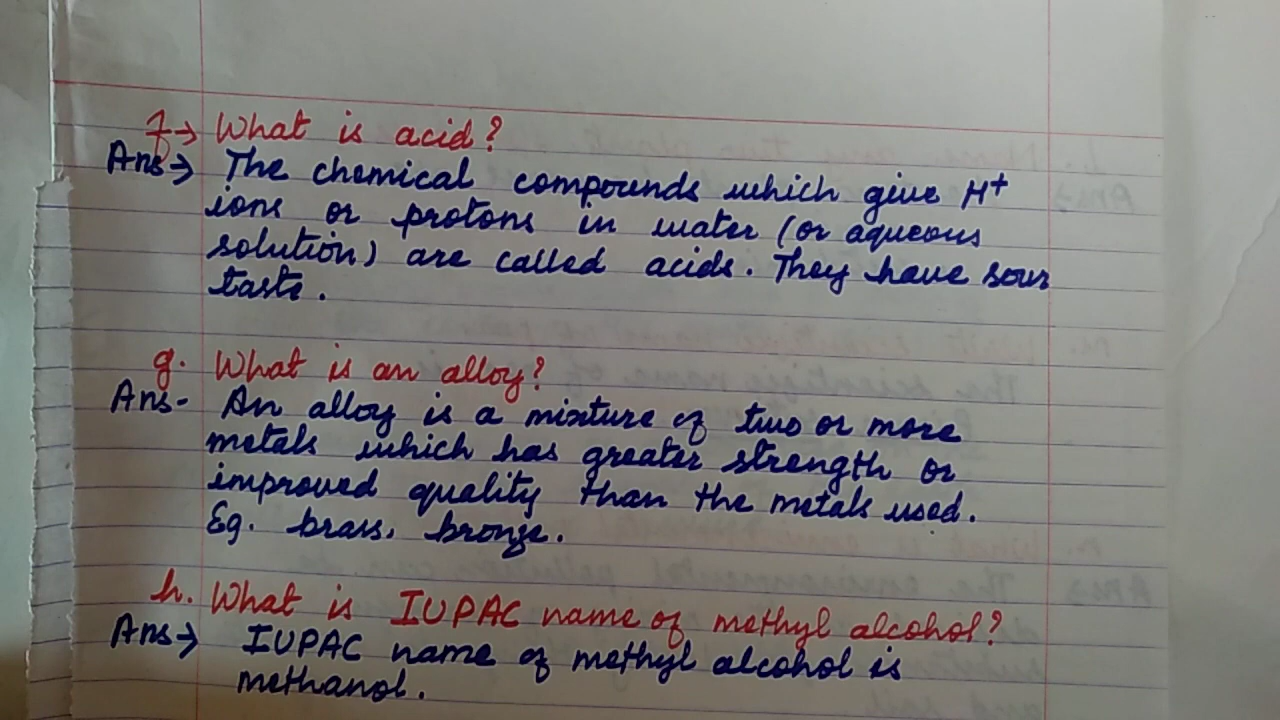 f→ What is acid?
Ans→ The chemical compounds which give H⁺
ions or protons in water (or aqueous
solution) are called acids. They have sour
taste.
g. What is an alloy?
Ans- An alloy is a mixture of two or more
metals which has greater strength or
improved quality than the metals used.
Eg. brass, bronze.
h. What is IUPAC name of methyl alcohol?
Ans→ IUPAC name of methyl alcohol is
methanol.